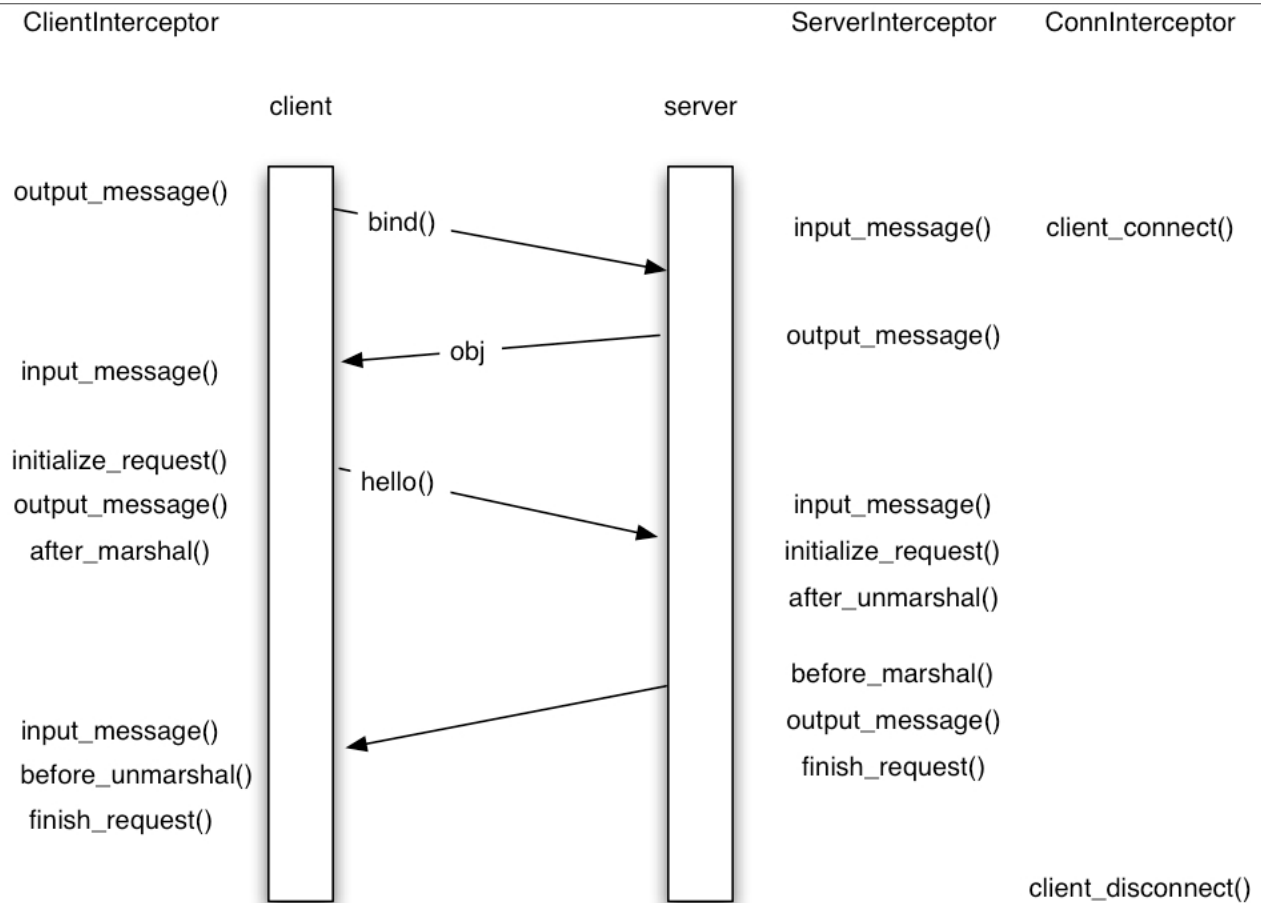 ClientInterceptor ServerInterceptor ConnInterceptor
client server
output_message()
bind() input_message() client_connect()
output_message()
obj
input_message()
initialize_request()
hello()
output_message() input_message()
after_marshal() initialize_request()
after_unmarshal()
before_marshal()
input_message() output_message()
before_unmarshal() finish_request()
finish_request()
client_disconnect()